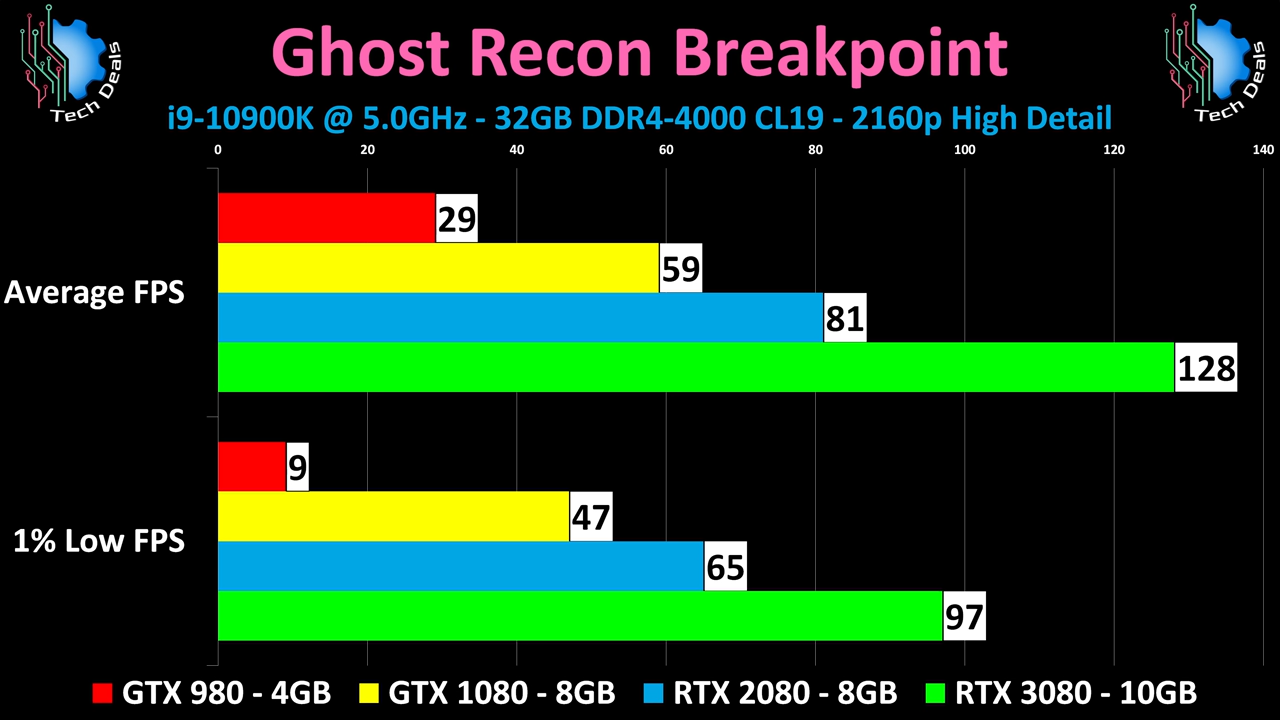 Ghost Recon Breakpoint
Tech Deals
Tech Deals
i9-10900K @ 5.0GHz - 32GB DDR4-4000 CL19 - 2160p High Detail
0 20 40 60 80 100 120 140
Average FPS
29
59
81
128
1% Low FPS
9
47
65
97
GTX 980 - 4GB GTX 1080 - 8GB RTX 2080 - 8GB RTX 3080 - 10GB